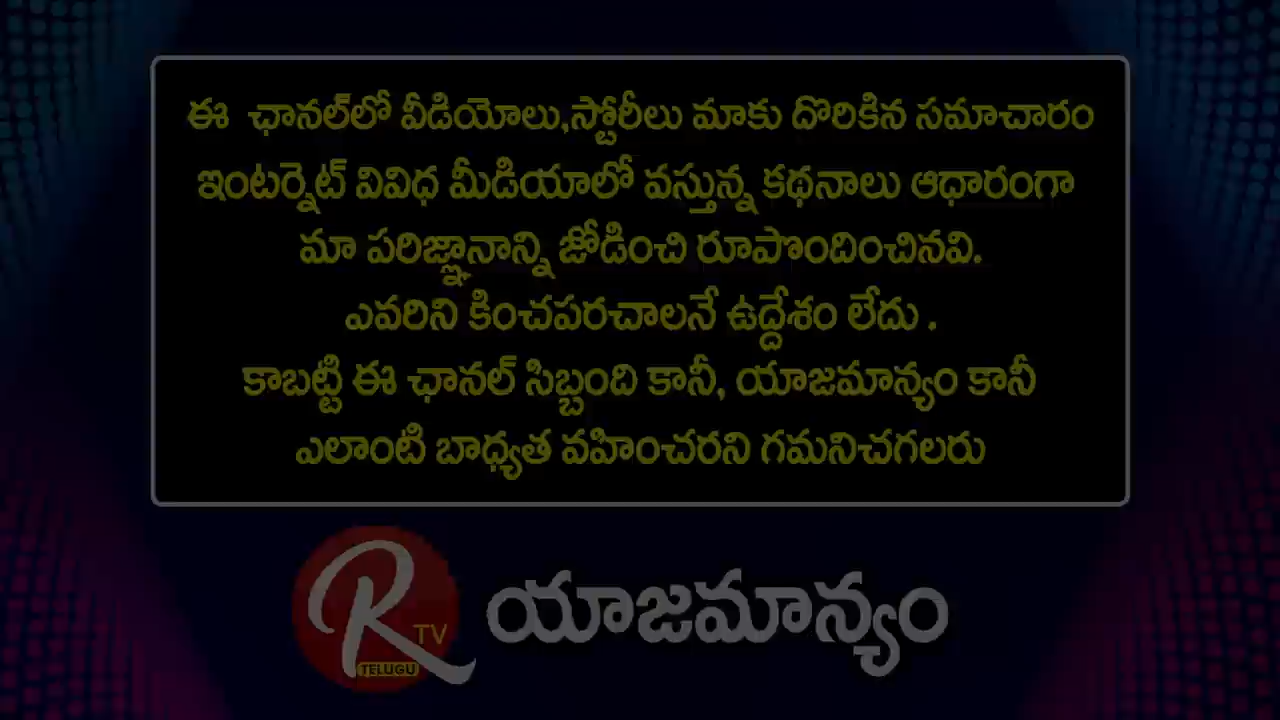 ఈ ఛానల్‌లో వీడియోలు,స్టోరీలు మాకు దొరికిన సమాచారం
ఇంటర్నెట్ వివిధ మీడియాలో వస్తున్న కథనాలు ఆధారంగా
మా పరిజ్ఞానాన్ని జోడించి రూపొందించినవి.
ఎవరిని కించపరచాలనే ఉద్దేశం లేదు .
కాబట్టి ఈ ఛానల్ సిబ్బంది కానీ, యాజమాన్యం కానీ
ఎలాంటి బాధ్యత వహించరని గమనిచగలరు
R TV
TELUGU
యాజమాన్యం